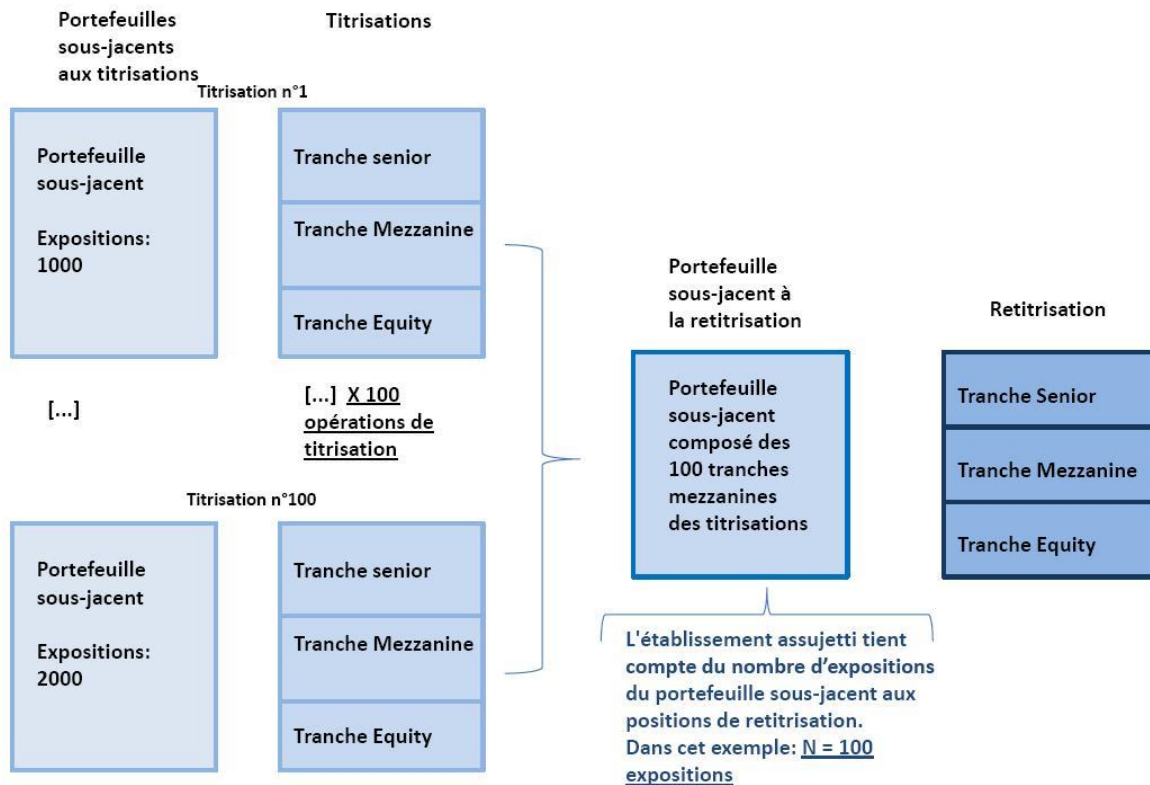 Portefeuilles
sous-jacents
aux titrisations
Titrisations
Titrisation n°1
Portefeuille
sous-jacent
Expositions:
1000
Tranche senior
Tranche Mezzanine
Tranche Equity
[...]
[...] X 100
opérations de
titrisation
Titrisation n°100
Portefeuille
sous-jacent
Expositions:
2000
Tranche senior
Tranche Mezzanine
Tranche Equity
Portefeuille
sous-jacent à
la retitrisation
Portefeuille
sous-jacent
composé des
100 tranches
mezzanines
des titrisations
L'établissement assujetti tient
compte du nombre d’expositions
du portefeuille sous-jacent aux
positions de retitrisation.
Dans cet exemple: N = 100
expositions
Retitrisation
Tranche Senior
Tranche Mezzanine
Tranche Equity